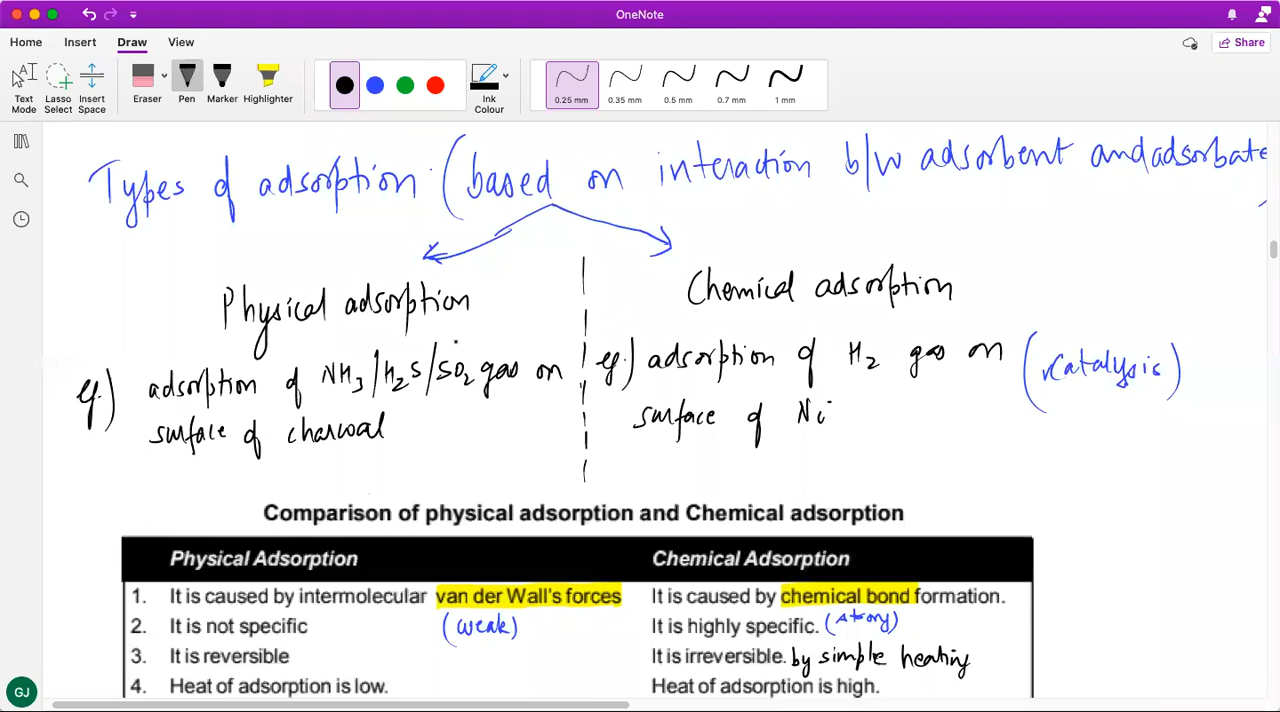 OneNote
Home Insert Draw View
Share
Text Mode
Lasso Select
Insert Space
Eraser
Pen
Marker
Highlighter
Ink Colour
0.25 mm 0.35 mm 0.5 mm 0.7 mm 1 mm
Types of adsorption (based on interaction b/w adsorbent and adsorbate)
Physical adsorption
eg.) adsorption of NH3/H2S/SO2 gas on
surface of charcoal
Chemical adsorption
eg.) adsorption of H2 gas on
surface of Ni
(Catalysis)
Comparison of physical adsorption and Chemical adsorption
Physical Adsorption Chemical Adsorption
1. It is caused by intermolecular van der Wall's forces It is caused by chemical bond formation.
2. It is not specific (weak) It is highly specific. (strong)
3. It is reversible It is irreversible. by simple heating
4. Heat of adsorption is low. Heat of adsorption is high.
GJ